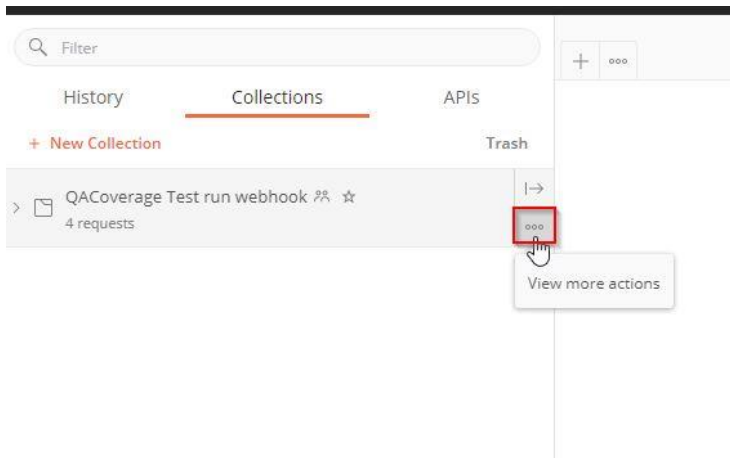 Filter
History Collections APIs
+ New Collection Trash
QACoverage Test run webhook
4 requests
View more actions